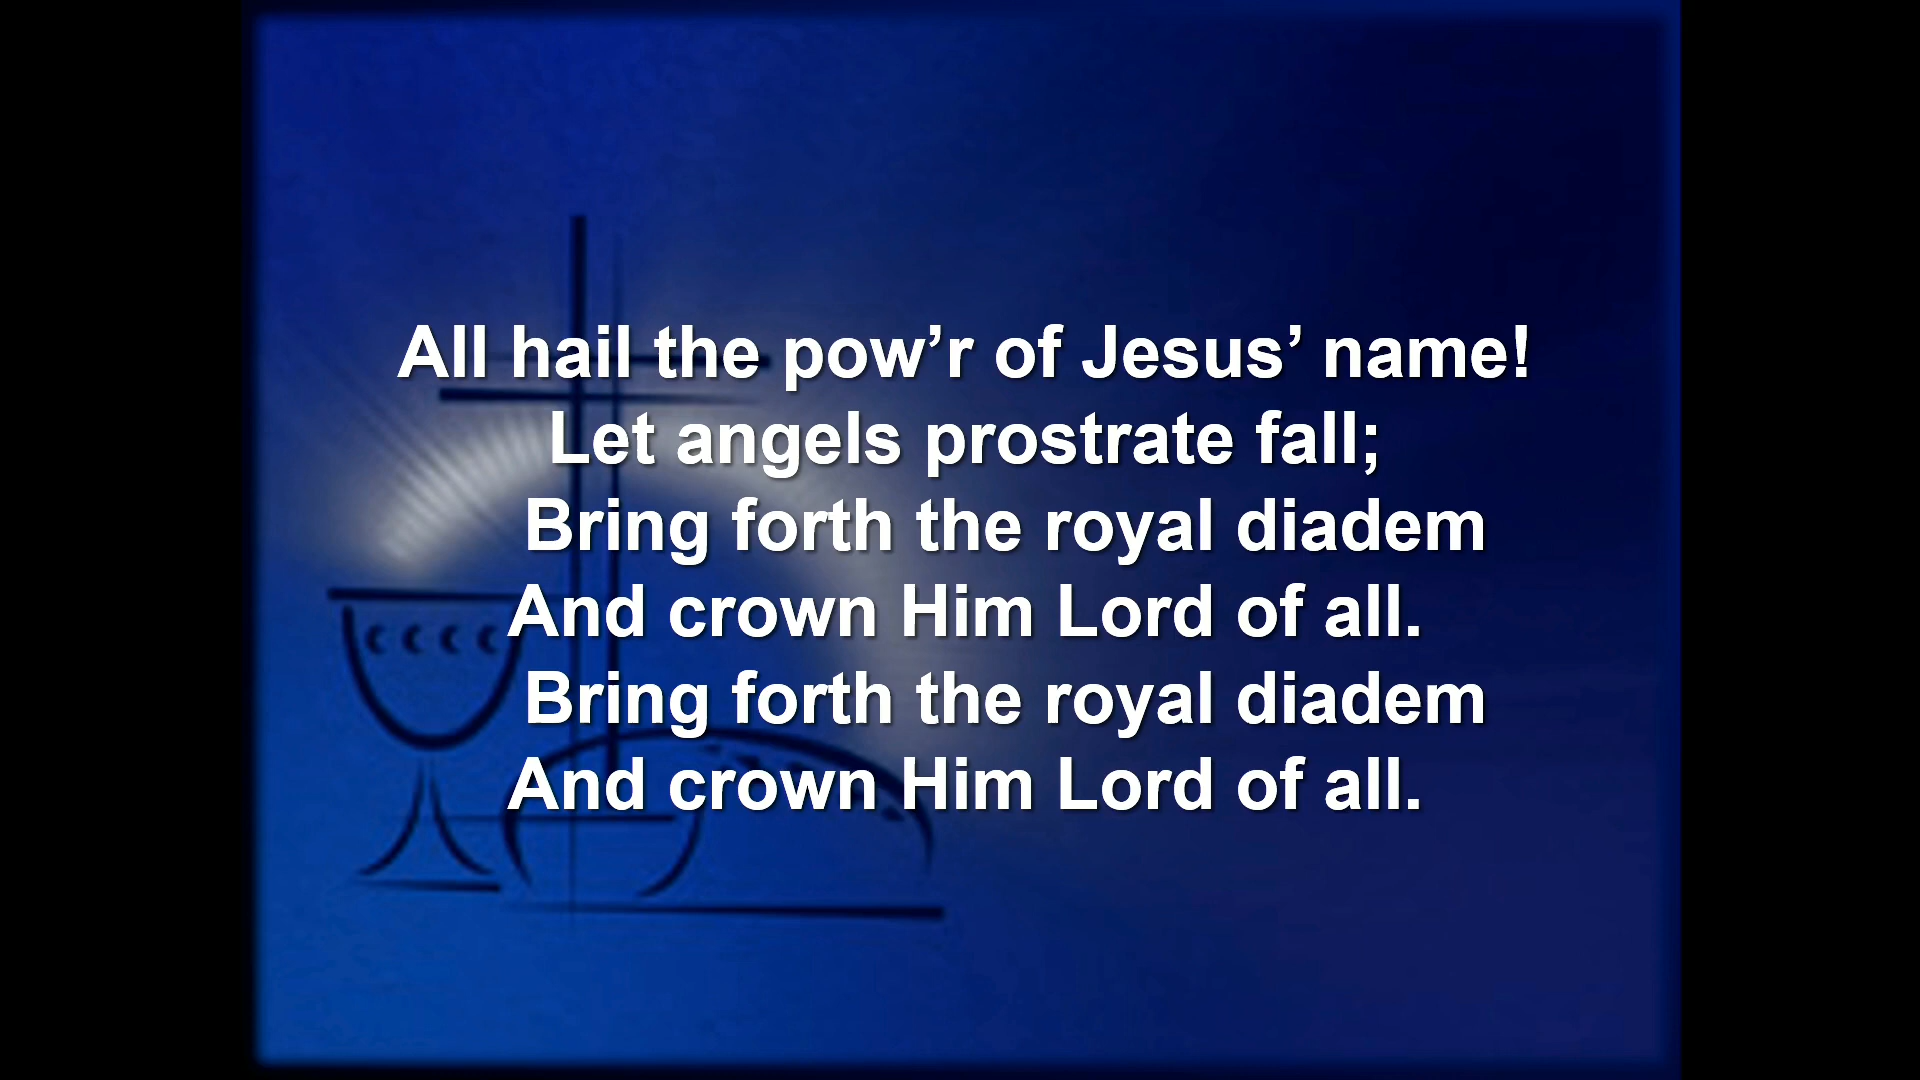 All hail the pow’r of Jesus’ name!
Let angels prostrate fall;
Bring forth the royal diadem
And crown Him Lord of all.
Bring forth the royal diadem
And crown Him Lord of all.